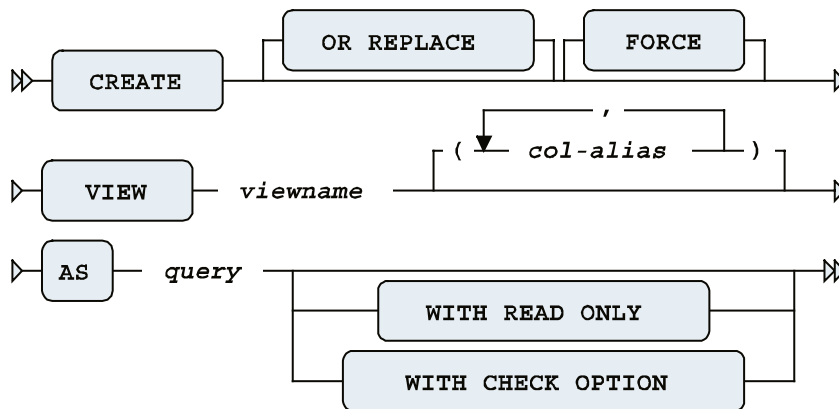 OR REPLACE FORCE
CREATE
,
( col-alias )
VIEW viewname
AS query
WITH READ ONLY
WITH CHECK OPTION